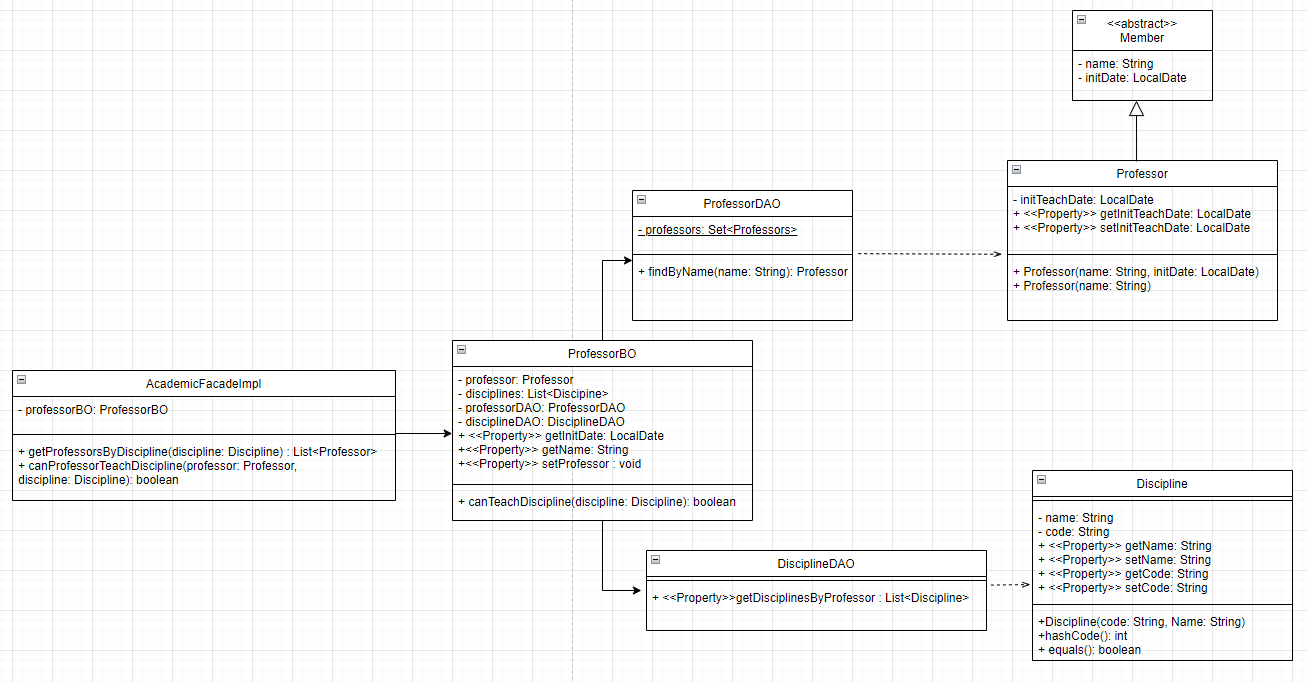 <<abstract>>
Member
- name: String
- initDate: LocalDate
Professor
- initTeachDate: LocalDate
+ <<Property>> getInitTeachDate: LocalDate
+ <<Property>> setInitTeachDate: LocalDate
+ Professor(name: String, initDate: LocalDate)
+ Professor(name: String)
ProfessorDAO
- professors: Set<Professors>
+ findByName(name: String): Professor
ProfessorBO
- professor: Professor
- disciplines: List<Discipine>
- professorDAO: ProfessorDAO
- disciplineDAO: DisciplineDAO
+ <<Property>> getInitDate: LocalDate
+<<Property>> getName: String
+<<Property>> setProfessor : void
+ canTeachDiscipline(discipline: Discipline): boolean
AcademicFacadeImpl
- professorBO: ProfessorBO
+ getProfessorsByDiscipline(discipline: Discipline) : List<Professor>
+ canProfessorTeachDiscipline(professor: Professor,
discipline: Discipline): boolean
DisciplineDAO
+ <<Property>>getDisciplinesByProfessor : List<Discipline>
Discipline
- name: String
- code: String
+ <<Property>> getName: String
+ <<Property>> setName: String
+ <<Property>> getCode: String
+ <<Property>> setCode: String
+Discipline(code: String, Name: String)
+hashCode(): int
+ equals(): boolean